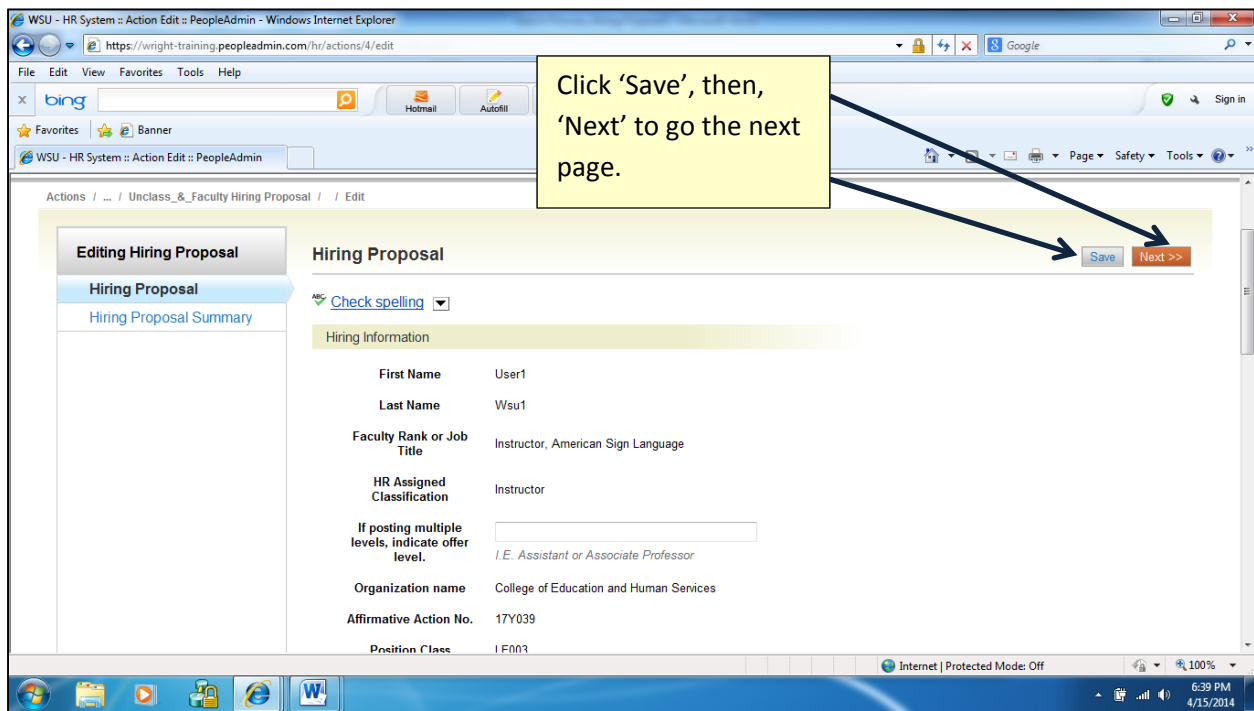 WSU - HR System :: Action Edit :: PeopleAdmin - Windows Internet Explorer
https://wright-training.peopleadmin.com/hr/actions/4/edit
Google
File Edit View Favorites Tools Help
x bing
Hotmail
Autofill
Sign in
Favorites
Banner
WSU - HR System :: Action Edit :: PeopleAdmin
Page Safety Tools
Click ‘Save’, then,
‘Next’ to go the next
page.
Actions / ... / Unclass_&_Faculty Hiring Proposal / / Edit
Editing Hiring Proposal
Hiring Proposal
Hiring Proposal Summary
Hiring Proposal
Save
Next >>
ABC Check spelling
Hiring Information
First Name User1
Last Name Wsu1
Faculty Rank or Job
Title
Instructor, American Sign Language
HR Assigned
Classification
Instructor
If posting multiple
levels, indicate offer
level.
I.E. Assistant or Associate Professor
Organization name College of Education and Human Services
Affirmative Action No. 17Y039
Position Class LE003
Internet | Protected Mode: Off
100%
6:39 PM
4/15/2014